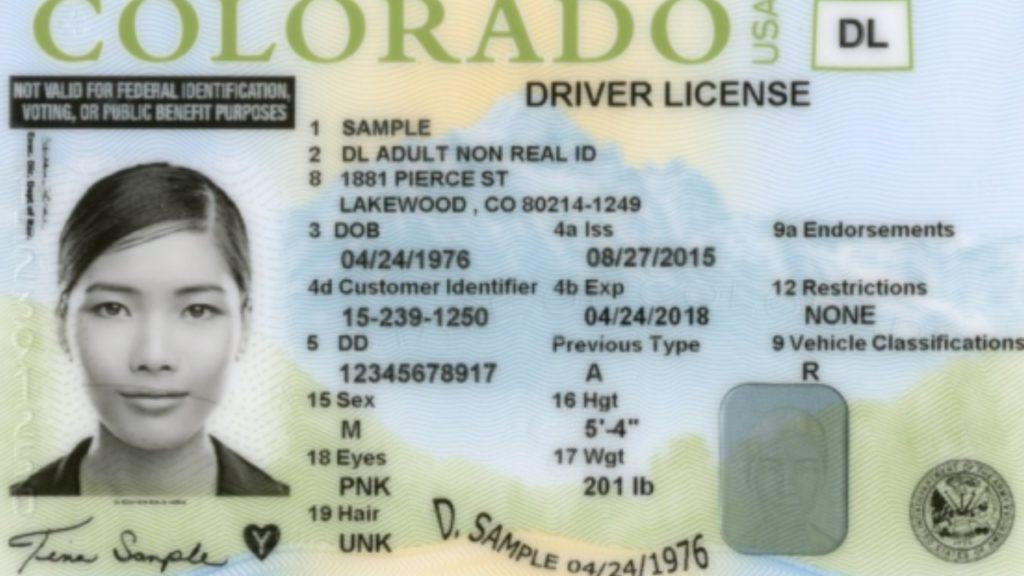 COLORADO
USA
DL
NOT VALID FOR FEDERAL IDENTIFICATION,
VOTING, OR PUBLIC BENEFIT PURPOSES
DRIVER LICENSE
1 SAMPLE
2 DL ADULT NON REAL ID
8 1881 PIERCE ST
LAKEWOOD , CO 80214-1249
3 DOB 4a Iss 9a Endorsements
04/24/1976 08/27/2015
4d Customer Identifier 4b Exp 12 Restrictions
15-239-1250 04/24/2018 NONE
5 DD Previous Type 9 Vehicle Classifications
12345678917 A R
15 Sex 16 Hgt
M 5'-4"
18 Eyes 17 Wgt
PNK 201 lb
19 Hair
UNK
Tina Sample
Y
D. SAMPLE 04/24/1976